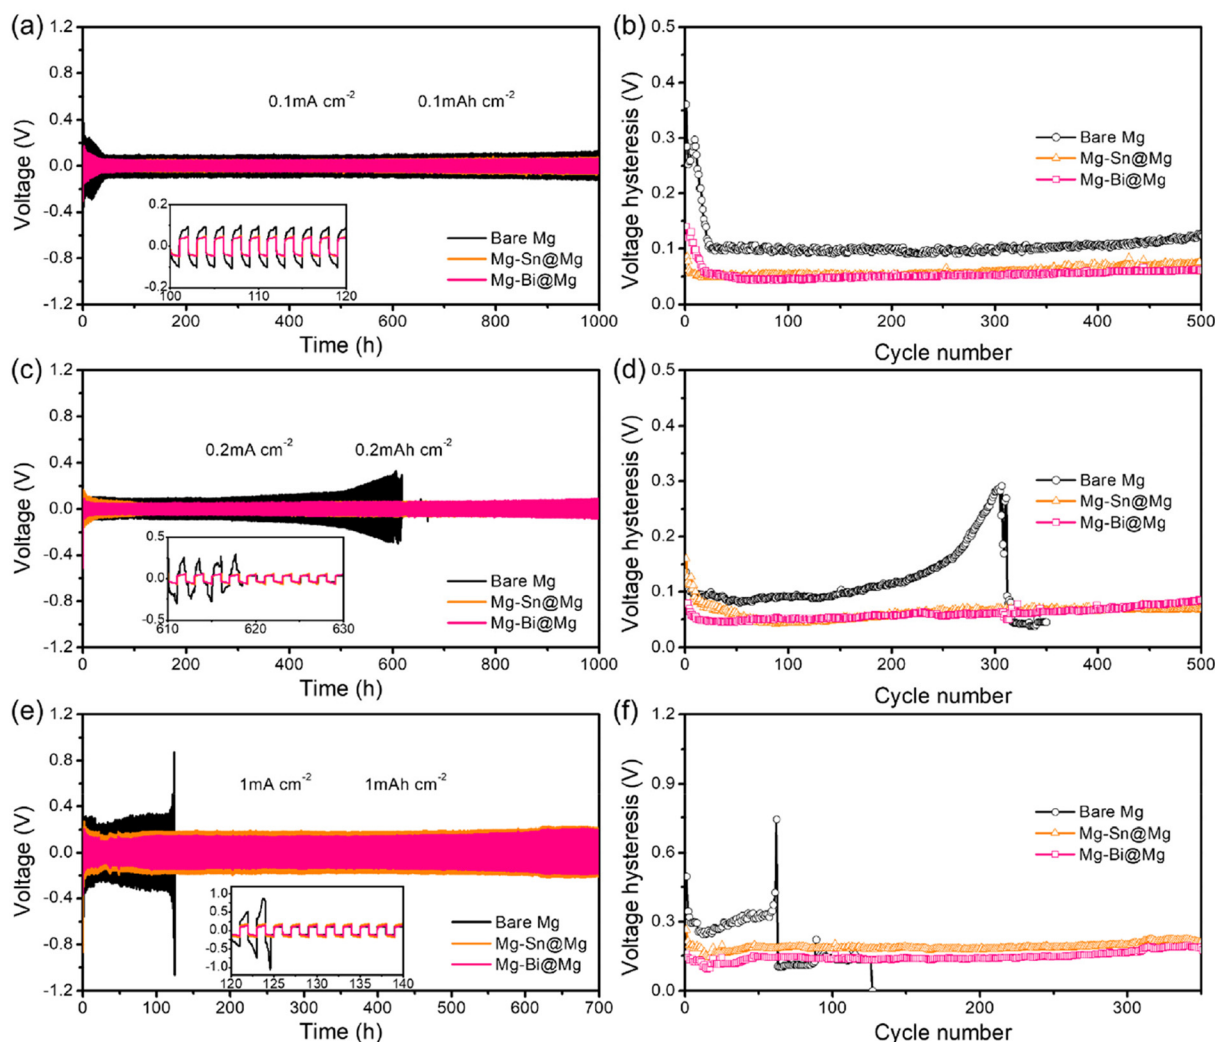 (a)
1.2
0.8
0.4
0.0
-0.4
-0.8
-1.2
Voltage (V)
0.1mA cm-2 0.1mAh cm-2
0.2
0.0
-0.2
100 110 120
Bare Mg
Mg-Sn@Mg
Mg-Bi@Mg
0 200 400 600 800 1000
Time (h)
(b)
0.5
0.4
0.3
0.2
0.1
0.0
Voltage hysteresis (V)
Bare Mg
Mg-Sn@Mg
Mg-Bi@Mg
0 100 200 300 400 500
Cycle number
(c)
1.2
0.8
0.4
0.0
-0.4
-0.8
-1.2
Voltage (V)
0.2mA cm-2 0.2mAh cm-2
0.5
0.0
-0.5
610 620 630
Bare Mg
Mg-Sn@Mg
Mg-Bi@Mg
0 200 400 600 800 1000
Time (h)
(d)
0.5
0.4
0.3
0.2
0.1
0.0
Voltage hysteresis (V)
Bare Mg
Mg-Sn@Mg
Mg-Bi@Mg
0 100 200 300 400 500
Cycle number
(e)
1.2
0.8
0.4
0.0
-0.4
-0.8
-1.2
Voltage (V)
1mA cm-2 1mAh cm-2
1.0
0.5
0.0
-0.5
-1.0
120 125 130 135 140
Bare Mg
Mg-Sn@Mg
Mg-Bi@Mg
0 100 200 300 400 500 600 700
Time (h)
(f)
1.2
0.9
0.6
0.3
0.0
Voltage hysteresis (V)
Bare Mg
Mg-Sn@Mg
Mg-Bi@Mg
0 100 200 300
Cycle number